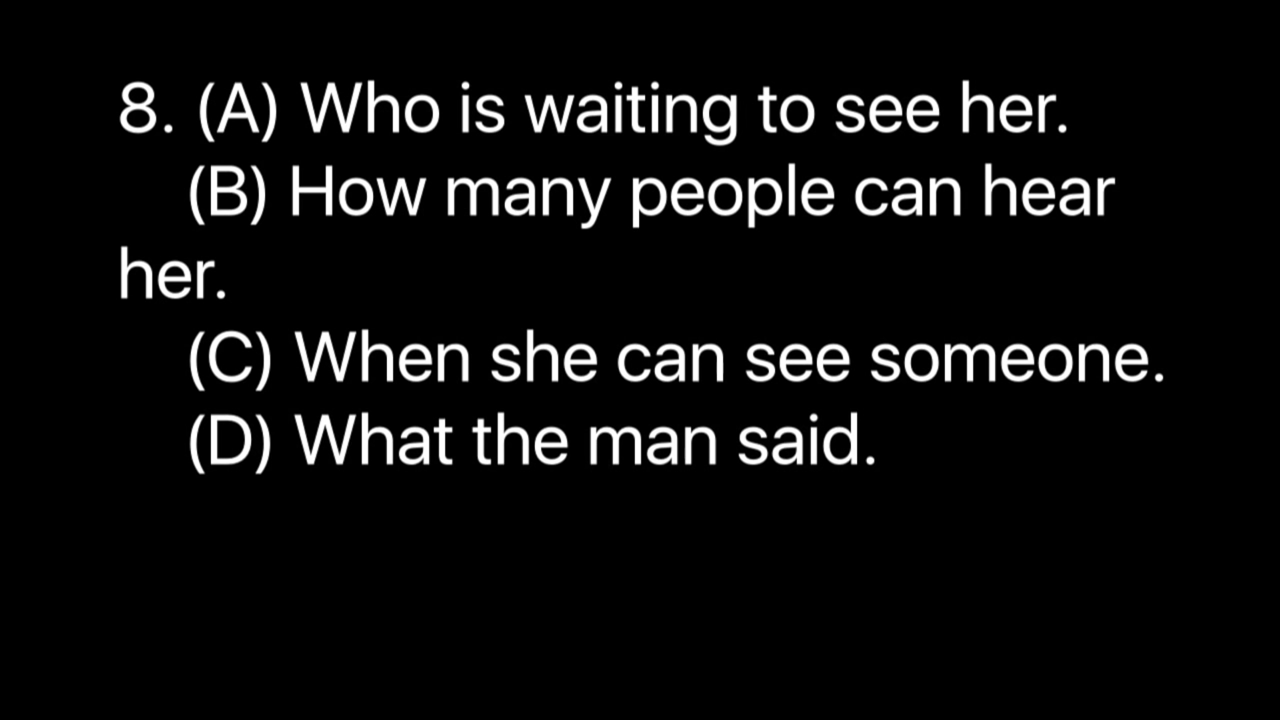 8. (A) Who is waiting to see her.
(B) How many people can hear
her.
(C) When she can see someone.
(D) What the man said.